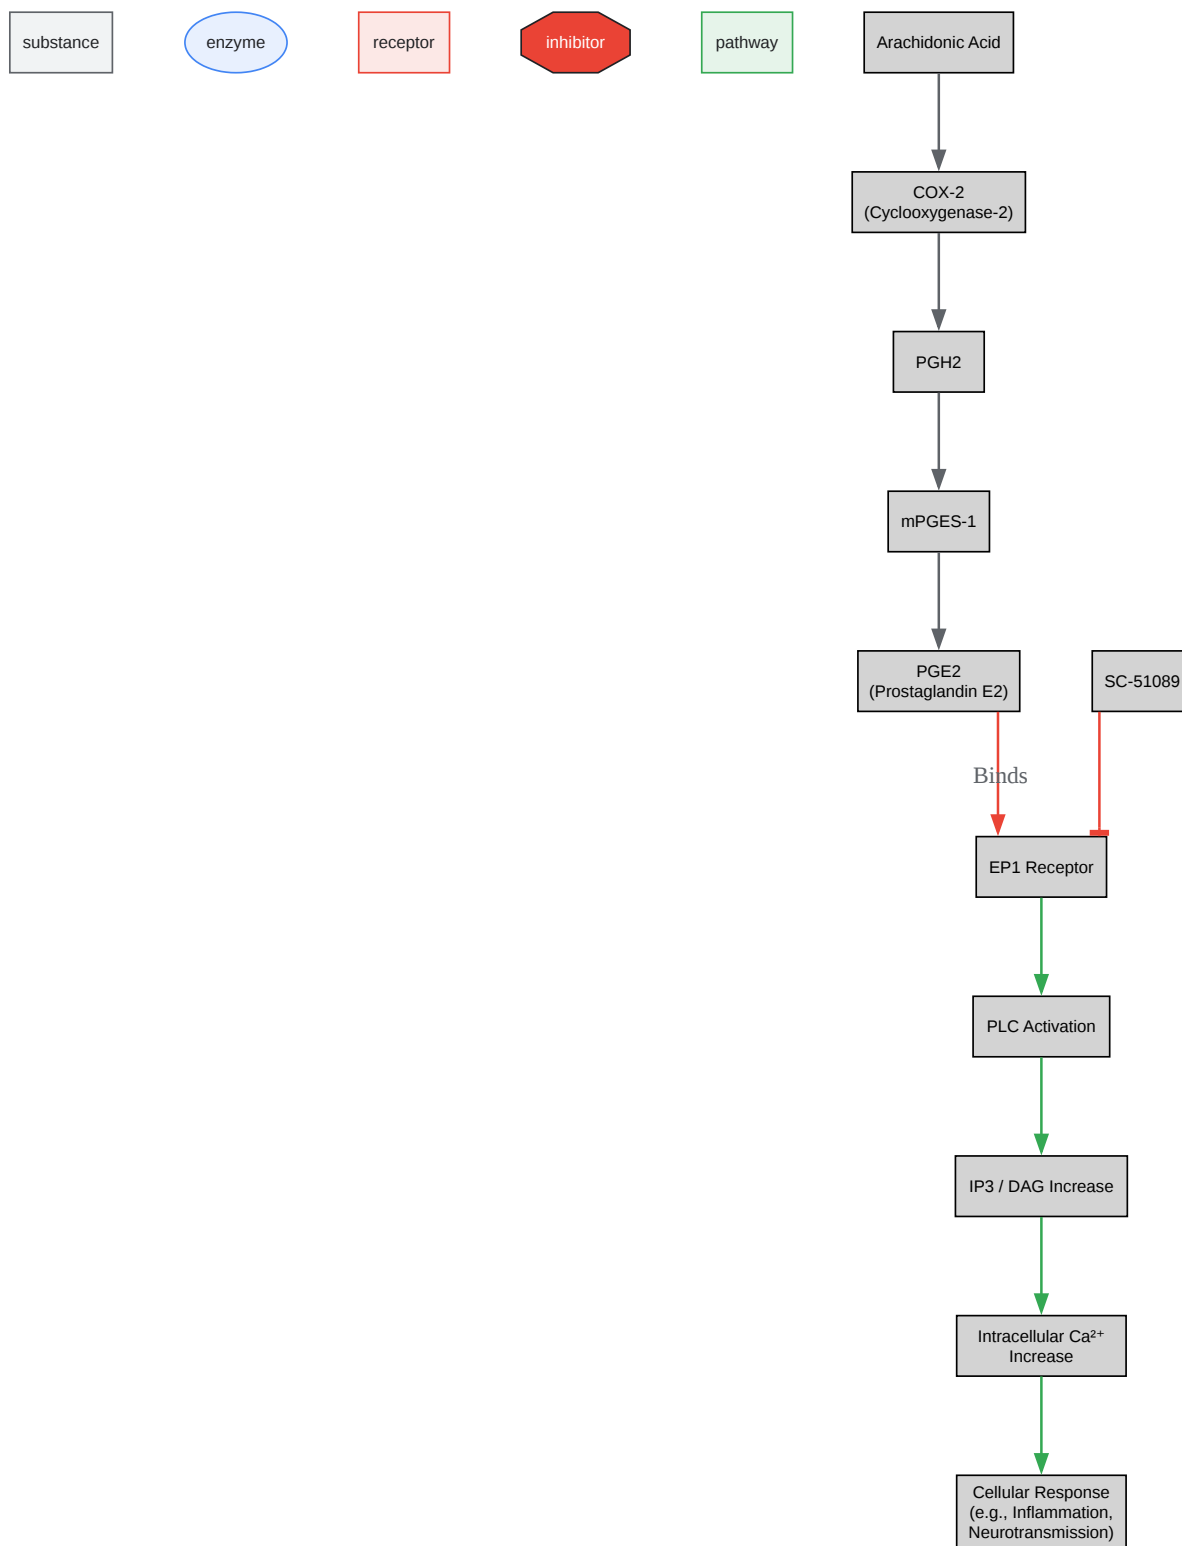 substance
enzyme
receptor
inhibitor
pathway
Arachidonic Acid
COX-2
(Cyclooxygenase-2)
PGH2
mPGES-1
PGE2
(Prostaglandin E2)
SC-51089
Binds
EP1 Receptor
PLC Activation
IP3 / DAG Increase
Intracellular Ca²⁺
Increase
Cellular Response
(e.g., Inflammation,
Neurotransmission)